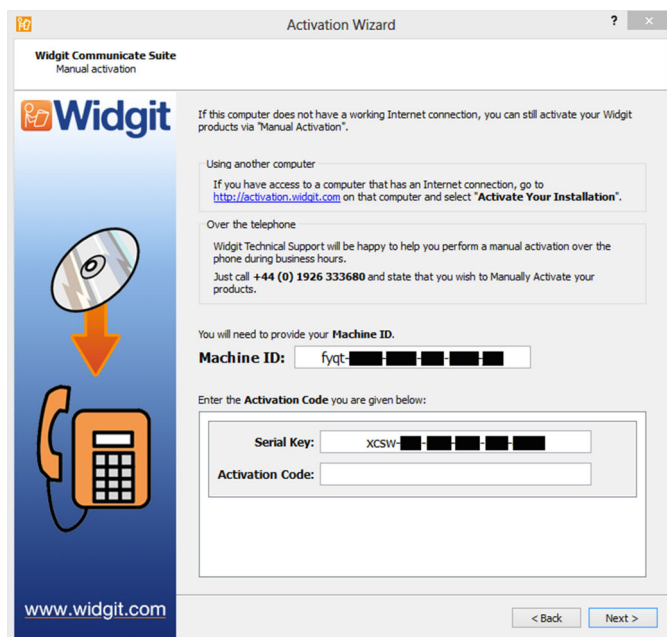 Activation Wizard
?
×
Widgit Communicate Suite
Manual activation
Widgit
If this computer does not have a working Internet connection, you can still activate your Widgit
products via "Manual Activation".
Using another computer
If you have access to a computer that has an Internet connection, go to
http://activation.widgit.com on that computer and select "Activate Your Installation".
Over the telephone
Widgit Technical Support will be happy to help you perform a manual activation over the
phone during business hours.
Just call +44 (0) 1926 333680 and state that you wish to Manually Activate your
products.
You will need to provide your Machine ID.
Machine ID: fyqt- - - - -
Enter the Activation Code you are given below:
Serial Key: xcsw- - - - -
Activation Code:
www.widgit.com
< Back
Next >